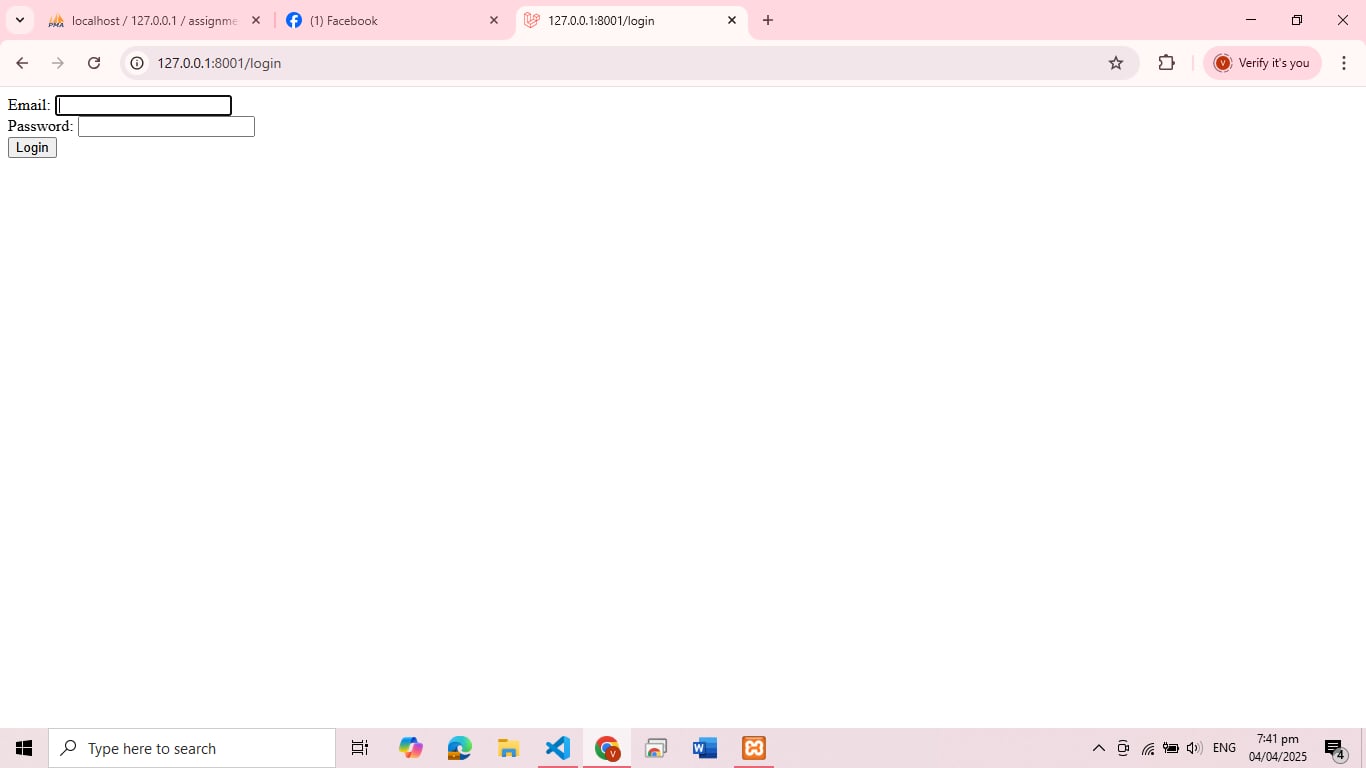 localhost / 127.0.0.1 / assignme
(1) Facebook
127.0.0.1:8001/login
127.0.0.1:8001/login
Verify it's you
Email:
Password:
Login
Type here to search
ENG
7:41 pm
04/04/2025
4